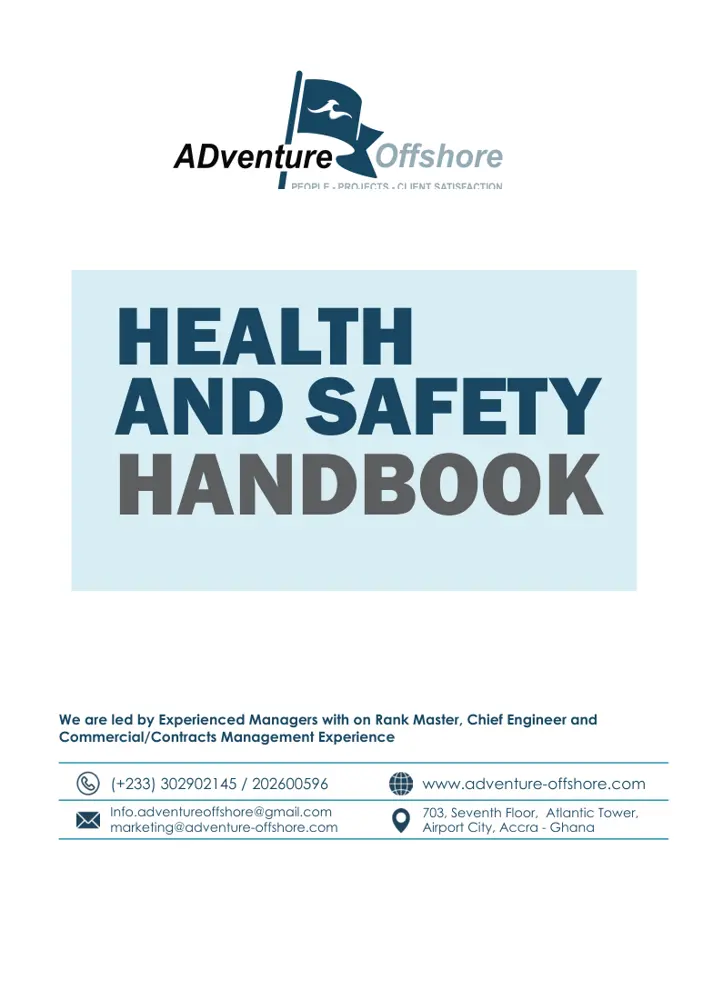 ADventure Offshore
PEOPLE - PROJECTS - CLIENT SATISFACTION
HEALTH
AND SAFETY
HANDBOOK
We are led by Experienced Managers with on Rank Master, Chief Engineer and
Commercial/Contracts Management Experience
(+233) 302902145 / 202600596
www.adventure-offshore.com
Info.adventureoffshore@gmail.com
marketing@adventure-offshore.com
703, Seventh Floor, Atlantic Tower,
Airport City, Accra - Ghana